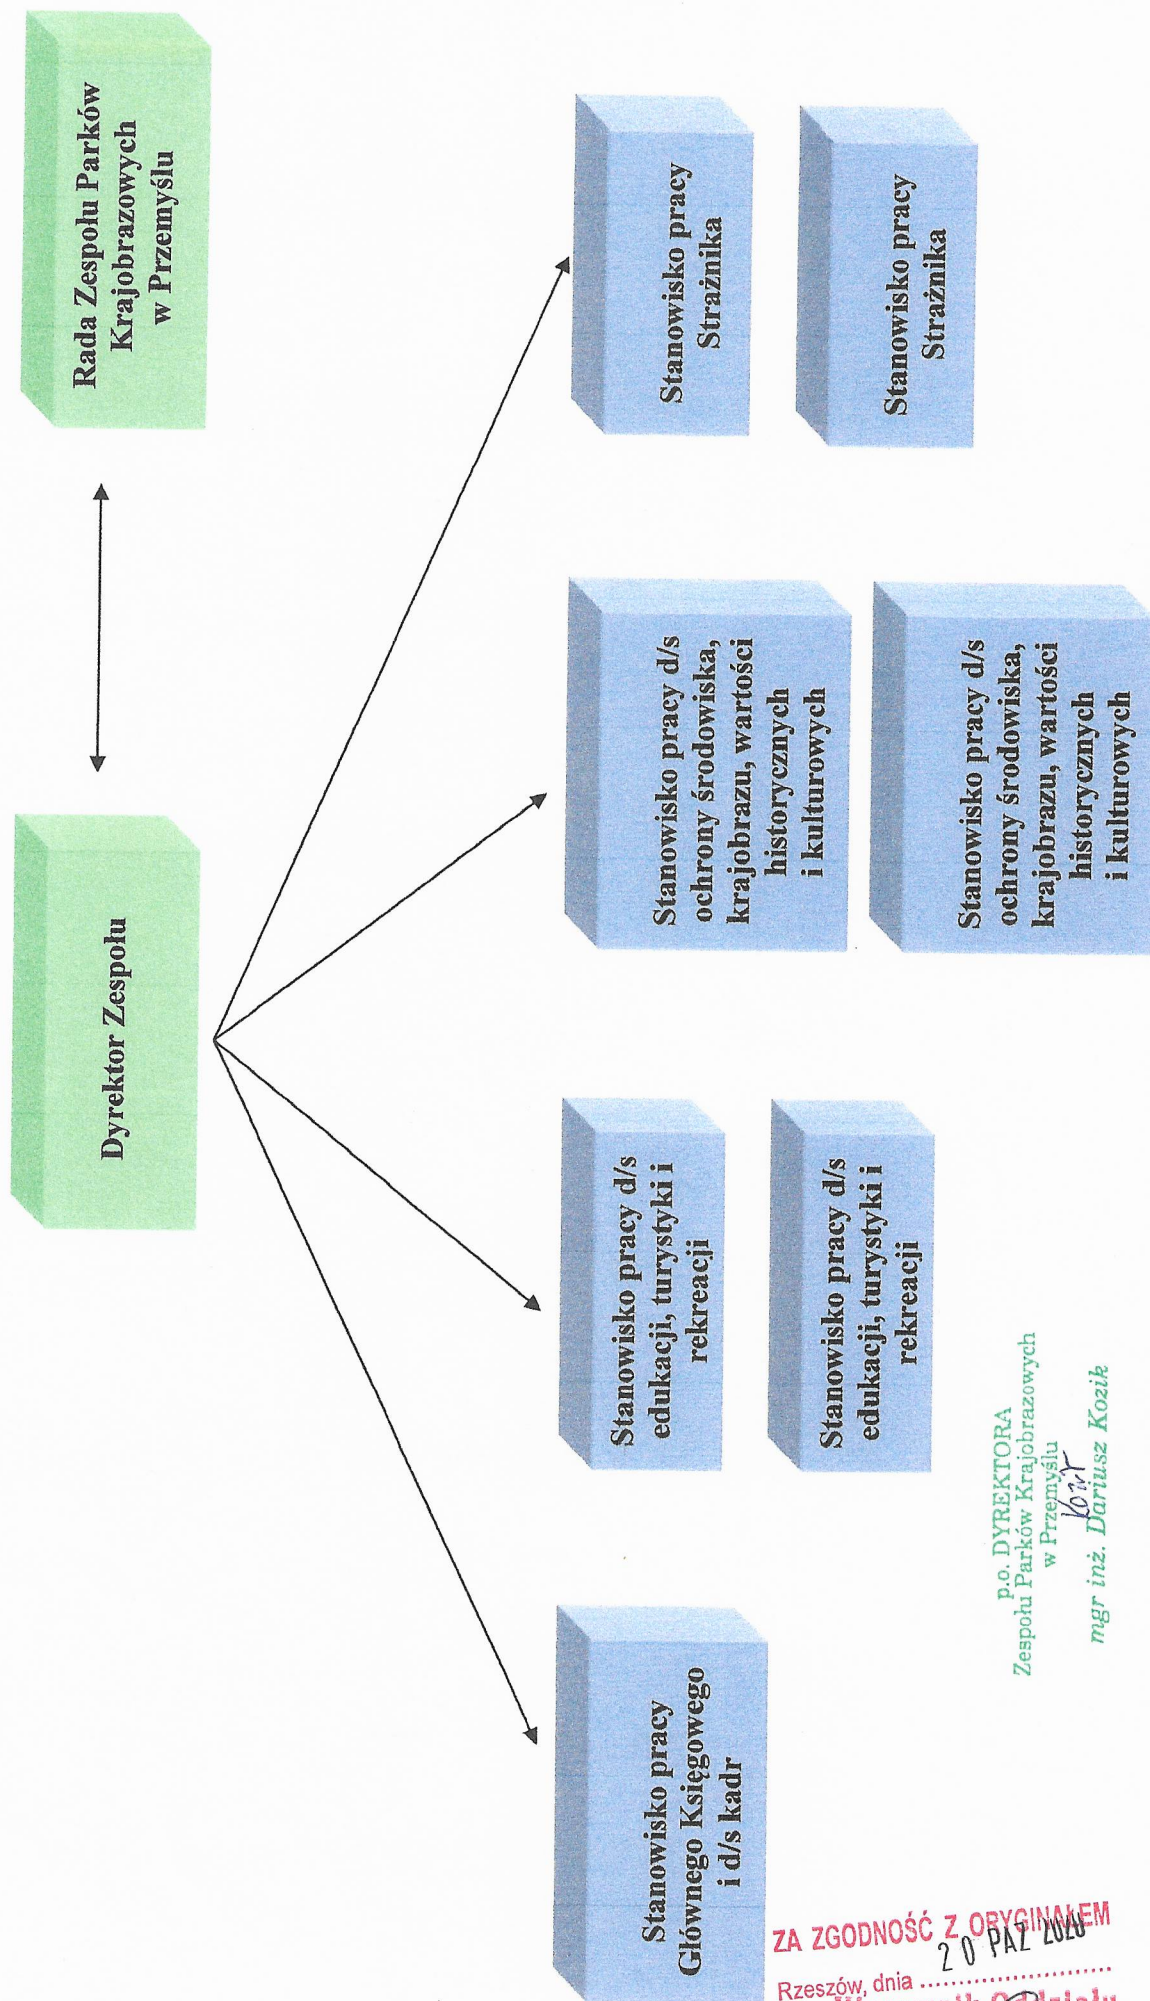 Dyrektor Zespołu
Rada Zespołu Parków
Krajobrazowych
w Przemyślu
Stanowisko pracy
Głównego Księgowego
i d/s kadr
Stanowisko pracy d/s
edukacji, turystyki i
rekreacji
Stanowisko pracy d/s
edukacji, turystyki i
rekreacji
Stanowisko pracy d/s
ochrony środowiska,
krajobrazu, wartości
historycznych
i kulturowych
Stanowisko pracy d/s
ochrony środowiska,
krajobrazu, wartości
historycznych
i kulturowych
Stanowisko pracy
Strażnika
Stanowisko pracy
Strażnika
p.o. DYREKTORA
Zespołu Parków Krajobrazowych
w Przemyślu
mgr inż. Dariusz Kozik
ZA ZGODNOŚĆ Z ORYGINAŁEM
20 PAŹ 2020
Rzeszów, dnia